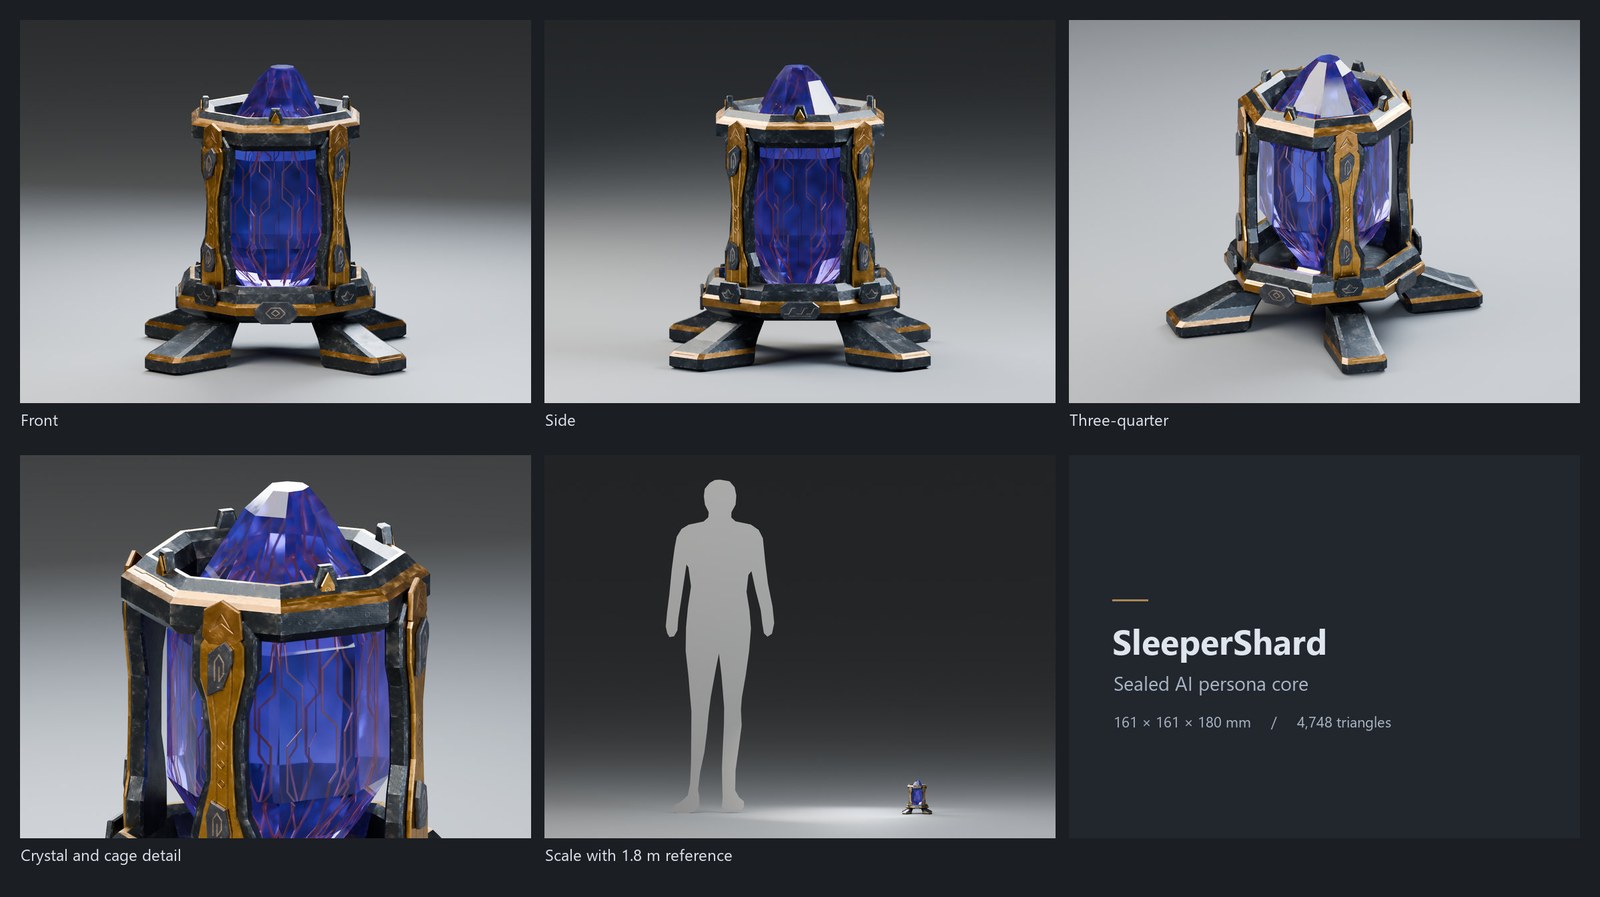 Front
Side
Three-quarter
SleeperShard
Sealed AI persona core
161 × 161 × 180 mm / 4,748 triangles
Crystal and cage detail
Scale with 1.8 m reference